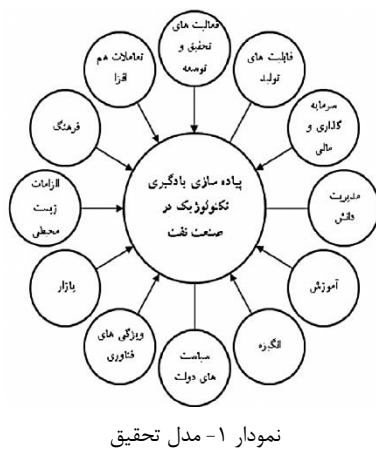 فعالیت های
تحقیق و
توسعه
قابلیت های
تولید
سرمایه
گذاری و
مالی
مدیریت
دانش
آموزش
انگیزه
سیاست
های دولت
ویژگی های
فناوری
بازار
الزامات
زیست
محطی
فرهنگ
تعاملات هم
افزا
پیاده سازی یادگیری
تکنولوژیک در
صنعت نفت
نمودار ۱- مدل تحقیق